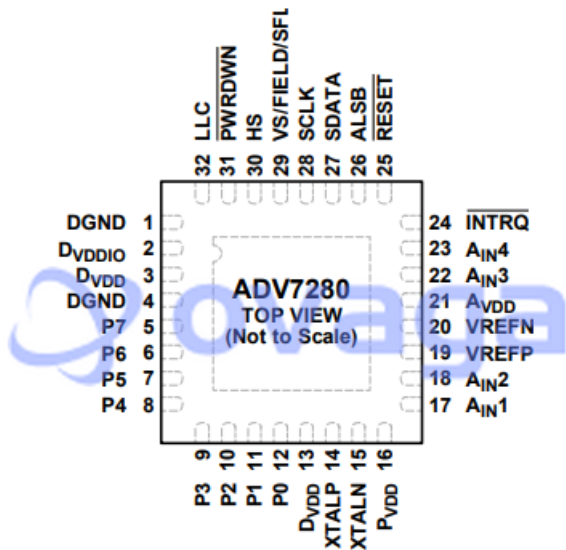 32 LLC
31 PWRDWN
30 HS
29 VS/FIELD/SFL
28 SCLK
27 SDATA
26 ALSB
25 RESET
DGND 1
DVDDIO 2
DVDD 3
DGND 4
P7 5
P6 6
P5 7
P4 8
ADV7280
TOP VIEW
(Not to Scale)
24 INTRQ
23 AIN4
22 AIN3
21 AVDD
20 VREFN
19 VREFP
18 AIN2
17 AIN1
P3 9
P2 10
P1 11
P0 12
DVDD 13
XTALP 14
XTALN 15
PVDD 16
ovaga